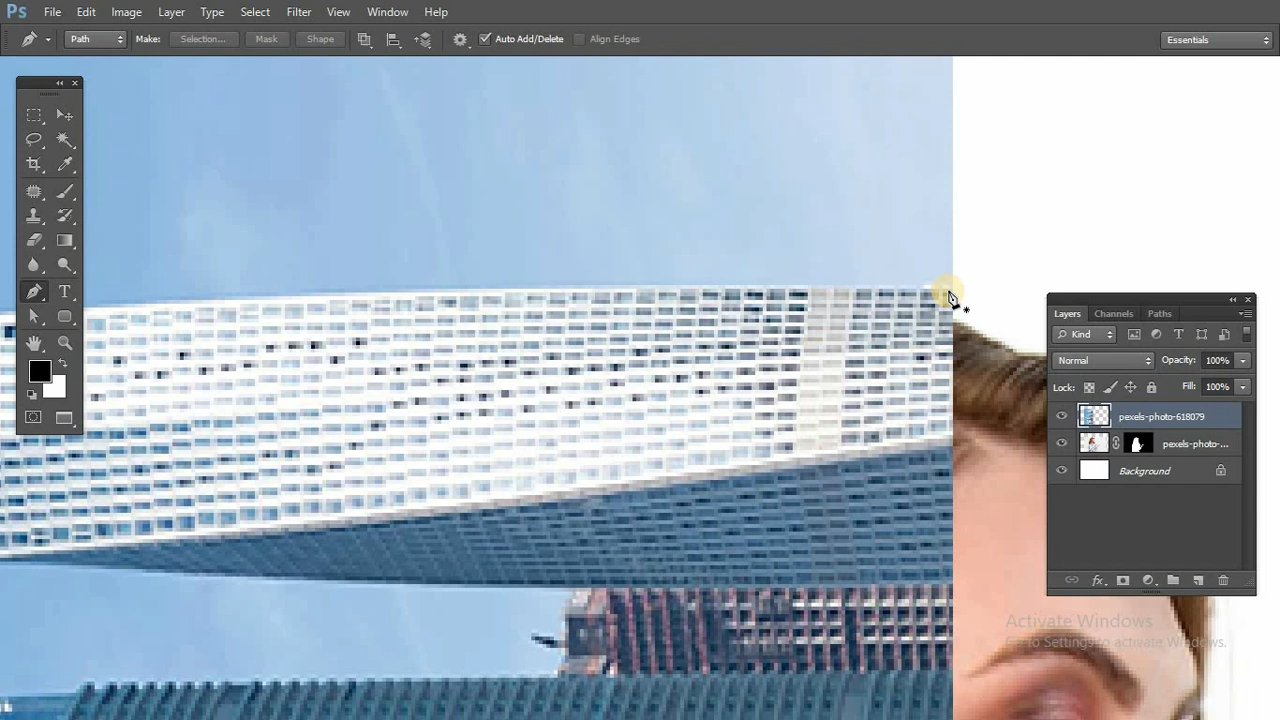 Ps File Edit Image Layer Type Select Filter View Window Help
Path Make: Selection... Mask Shape Auto Add/Delete Align Edges Essentials
Layers Channels Paths
Kind T
Normal Opacity: 100%
Lock: Fill: 100%
pexels-photo-618079
pexels-photo-...
Background
fx
T
Activate Windows
Go To Settings to activate Windows.